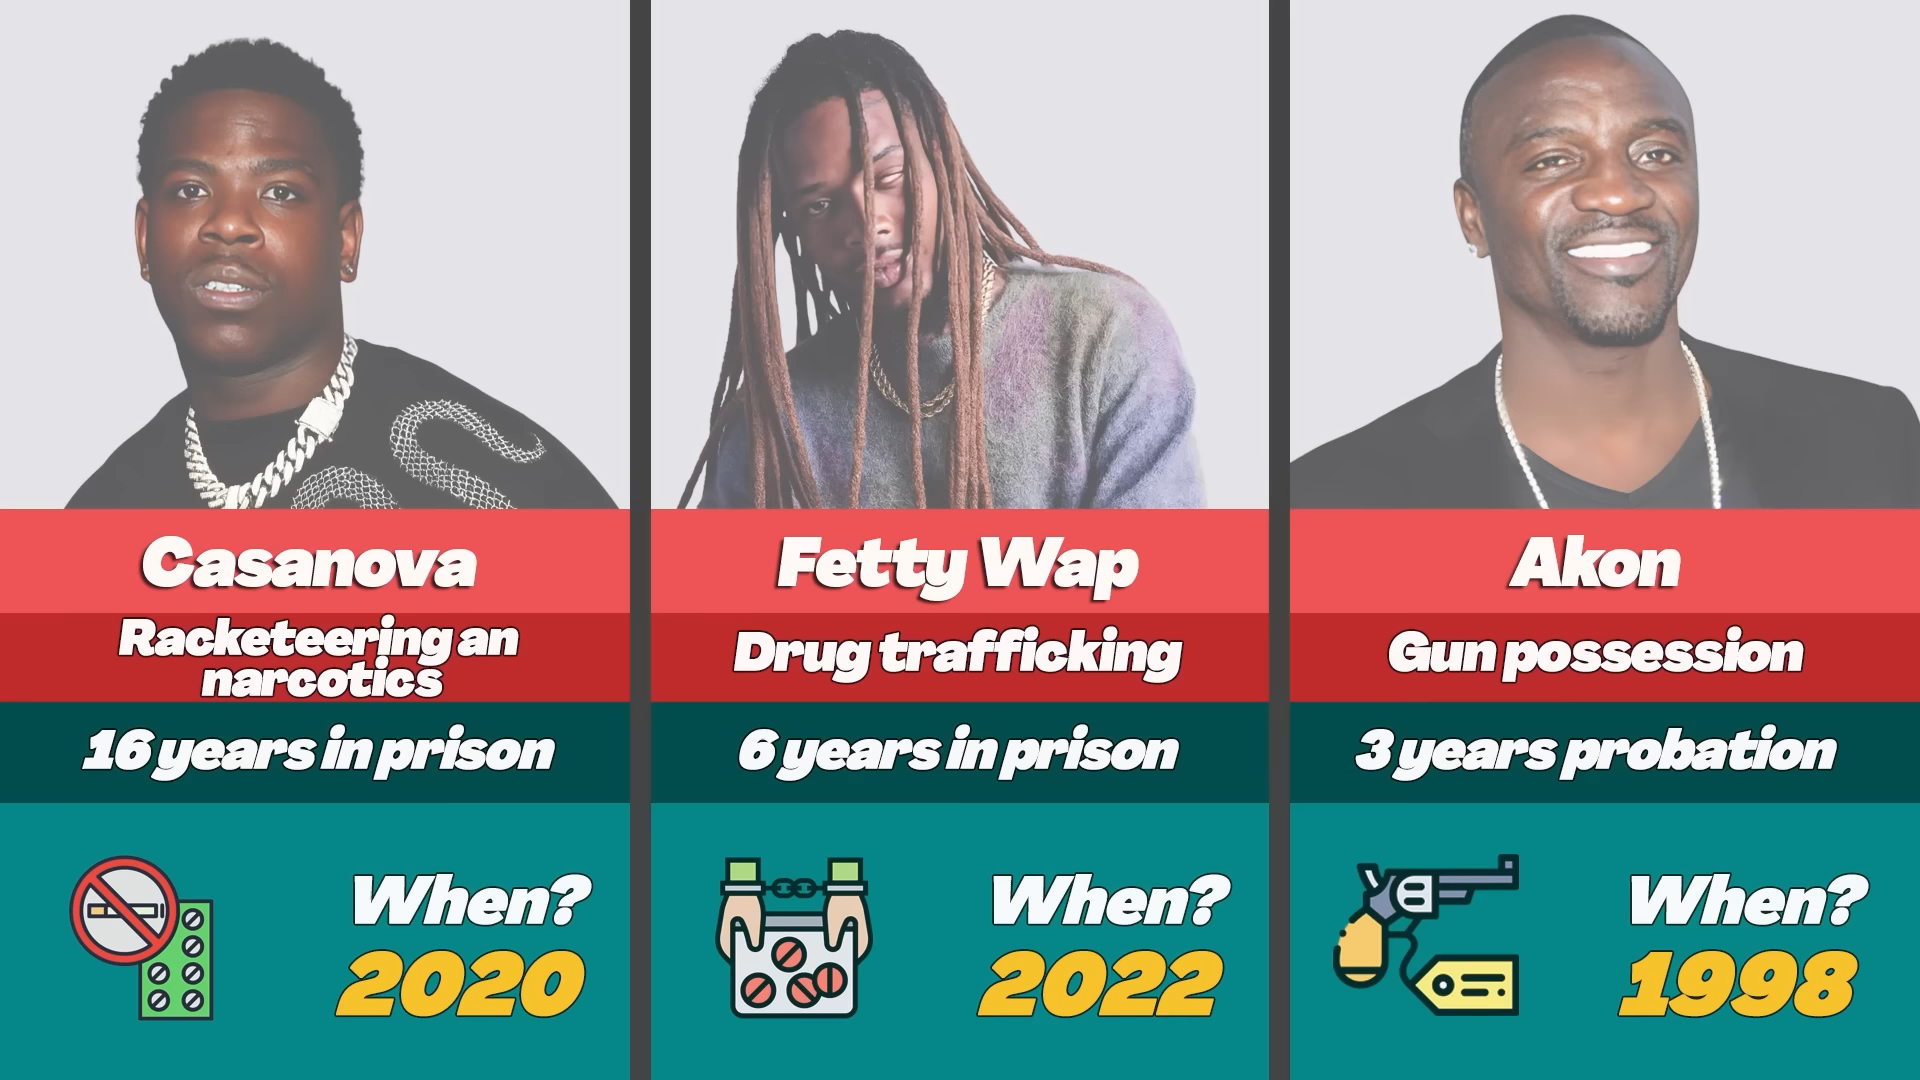 Casanova
Racketeering an
narcotics
16 years in prison
When?
2020
Fetty Wap
Drug trafficking
6 years in prison
When?
2022
Akon
Gun possession
3 years probation
When?
1998